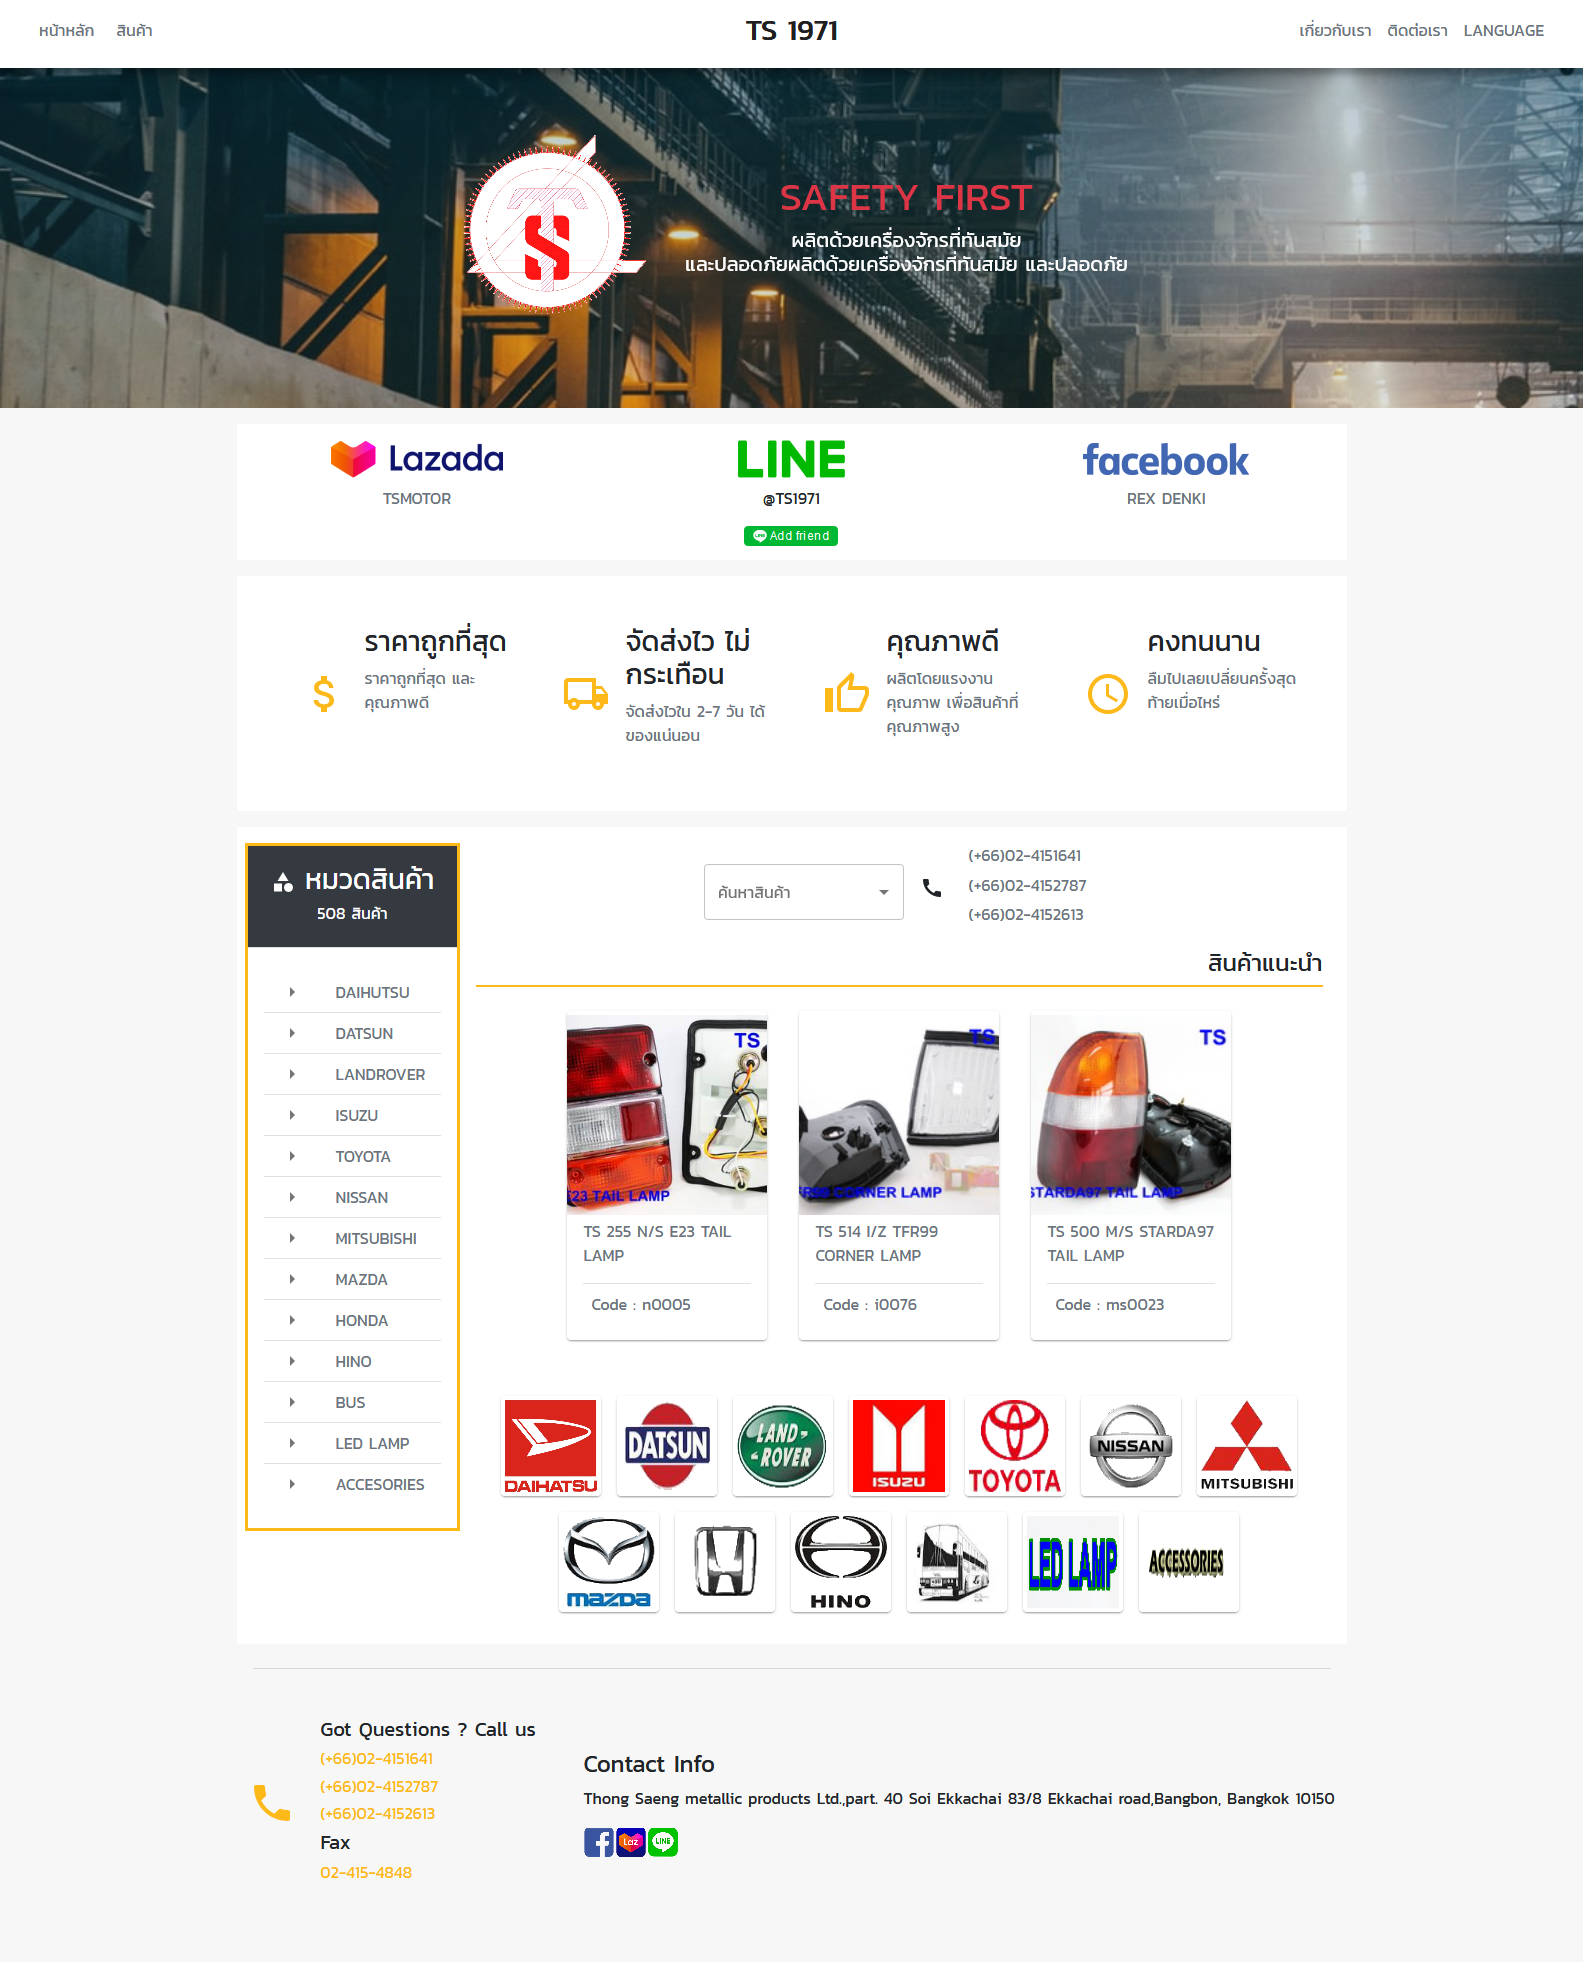 หน้าหลัก สินค้า TS 1971 เกี่ยวกับเรา ติดต่อเรา LANGUAGE
TS
SAFETY FIRST
ผลิตด้วยเครื่องจักรที่ทันสมัย
และปลอดภัยผลิตด้วยเครื่องจักรที่ทันสมัย และปลอดภัย
Lazada
TSMOTOR
LINE
@TS1971
Add friend
facebook
REX DENKI
ราคาถูกที่สุด
ราคาถูกที่สุด และ
คุณภาพดี
จัดส่งไว ไม่
กระเทือน
จัดส่งไวใน 2-7 วัน ได้
ของแน่นอน
คุณภาพดี
ผลิตโดยแรงงาน
คุณภาพ เพื่อสินค้าที่
คุณภาพสูง
คงทนนาน
ลืมไปเลยเปลี่ยนครั้งสุด
ท้ายเมื่อไหร่
หมวดสินค้า
508 สินค้า
DAIHUTSU
DATSUN
LANDROVER
ISUZU
TOYOTA
NISSAN
MITSUBISHI
MAZDA
HONDA
HINO
BUS
LED LAMP
ACCESORIES
ค้นหาสินค้า
(+66)02-4151641
(+66)02-4152787
(+66)02-4152613
สินค้าแนะนำ
TS
E23 TAIL LAMP
TS 255 N/S E23 TAIL
LAMP
Code : n0005
TS
CORNER LAMP
TS 514 I/Z TFR99
CORNER LAMP
Code : i0076
TS
STARDA97 TAIL LAMP
TS 500 M/S STARDA97
TAIL LAMP
Code : ms0023
DAIHATSU
DATSUN
LAND-
ROVER
ISUZU
TOYOTA
NISSAN
MITSUBISHI
mazda
HINO
LED LAMP
ACCESSORIES
Got Questions ? Call us
(+66)02-4151641
(+66)02-4152787
(+66)02-4152613
Fax
02-415-4848
Contact Info
Thong Saeng metallic products Ltd.,part. 40 Soi Ekkachai 83/8 Ekkachai road,Bangbon, Bangkok 10150
Laz
LINE